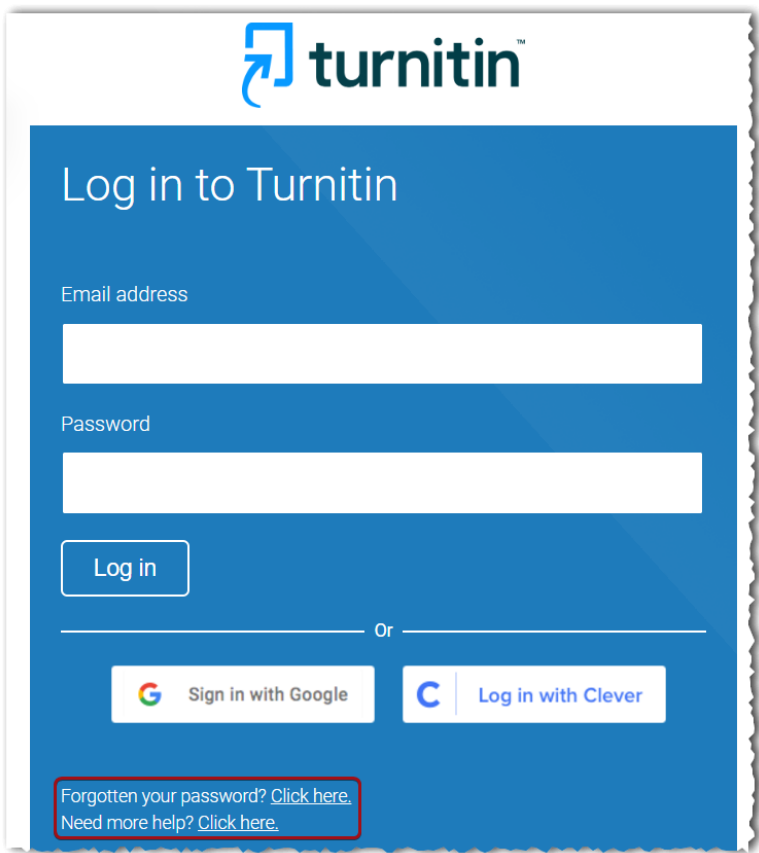 turnitin™
Log in to Turnitin
Email address
Password
Log in
Or
Sign in with Google
Log in with Clever
Forgotten your password? Click here.
Need more help? Click here.